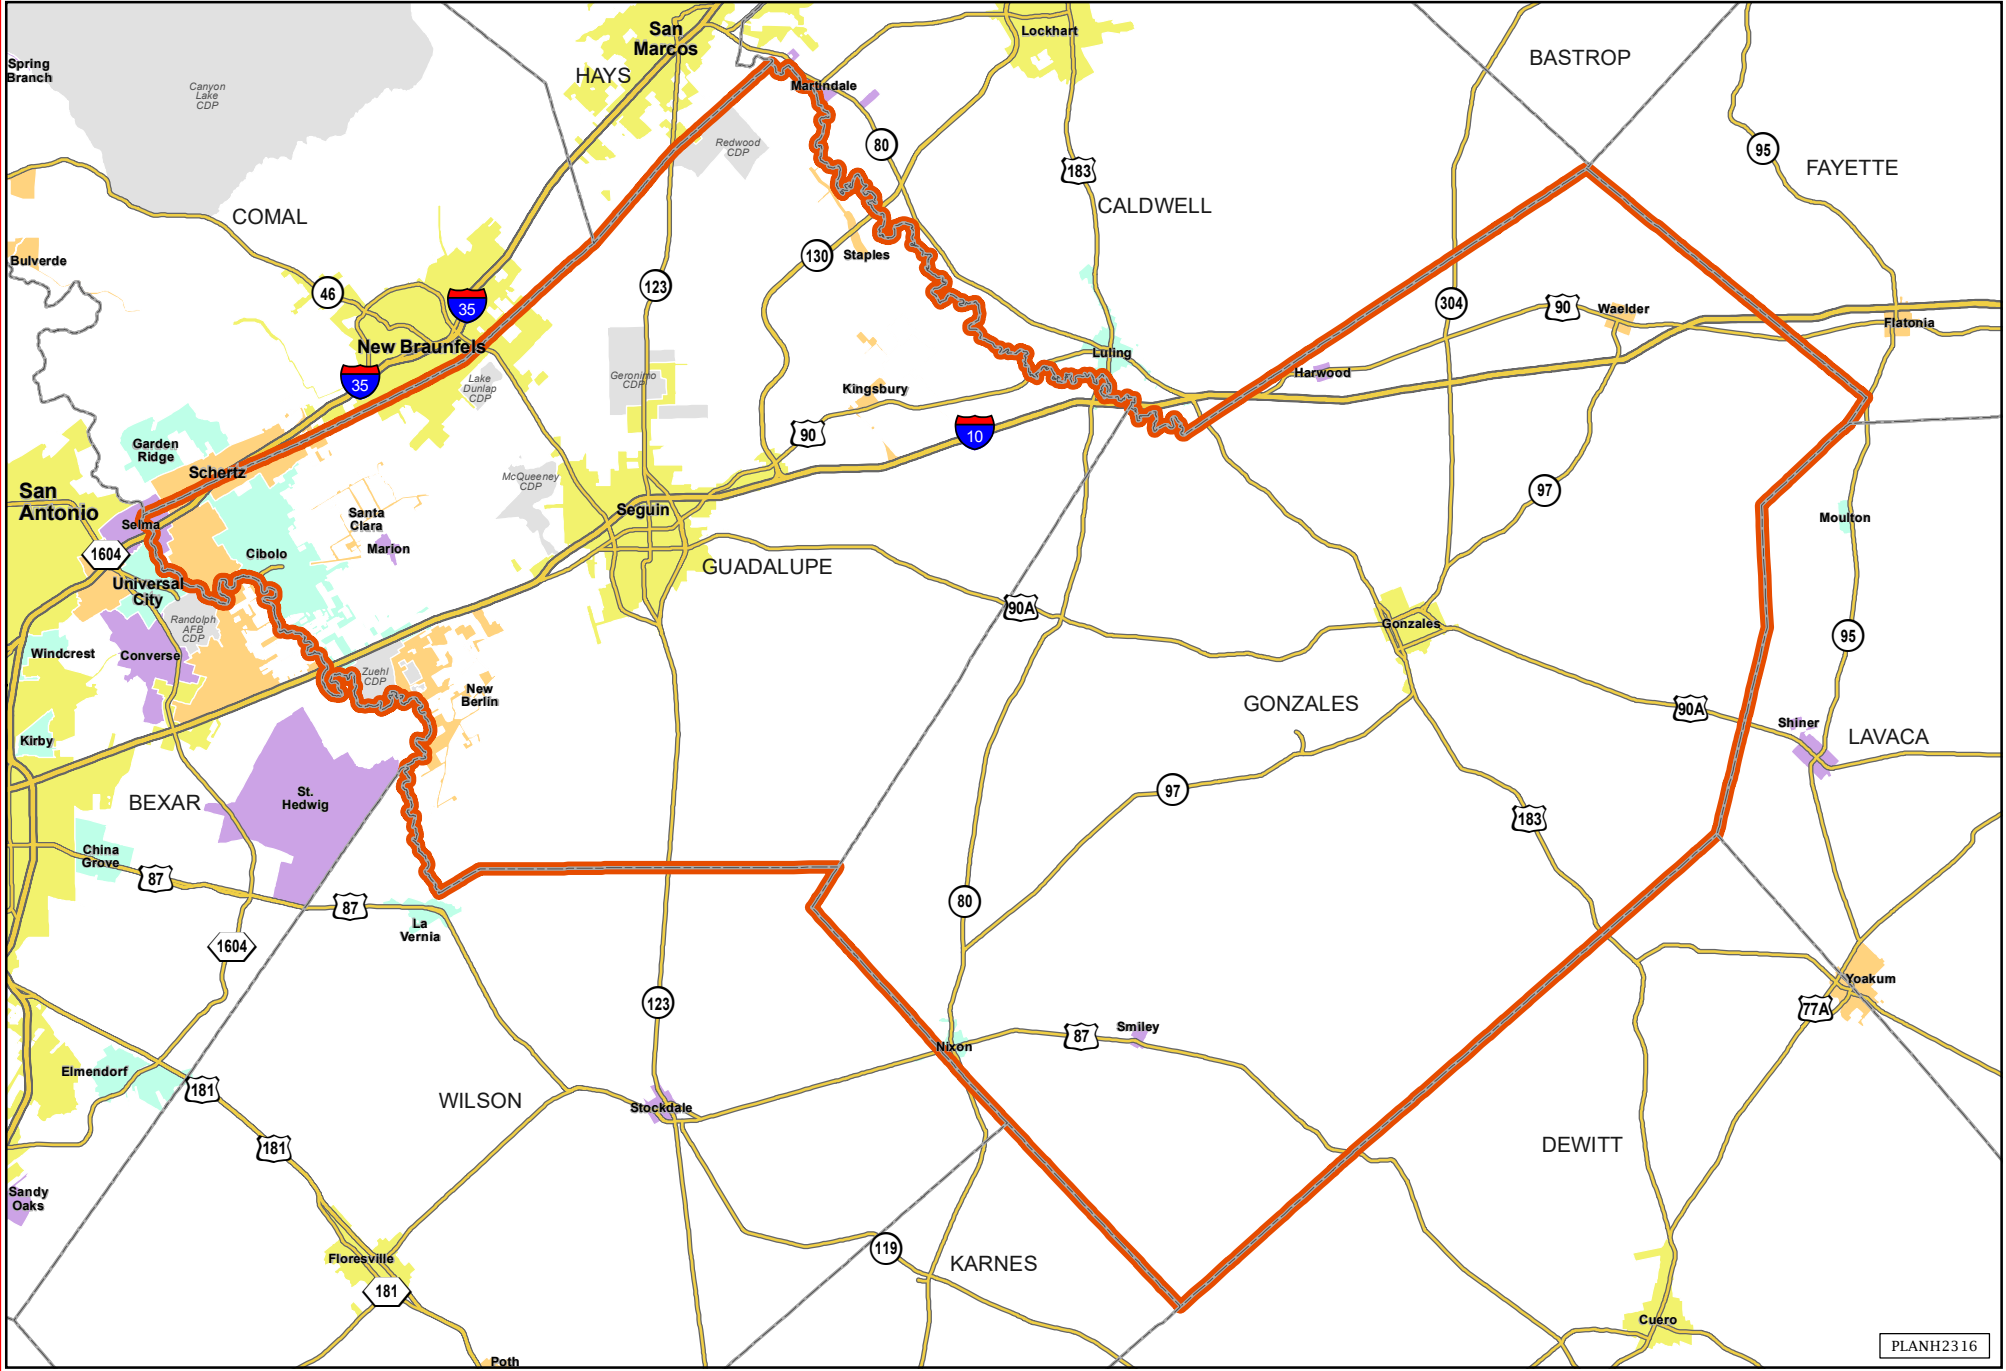 San
Marcos
Lockhart
BASTROP
Spring
Branch
HAYS
Canyon
Lake
CDP
Martindale
Redwood
CDP
80
95
183
FAYETTE
CALDWELL
COMAL
Bulverde
130
Staples
46
123
35
304
90
Waelder
Flatonia
New Braunfels
Luling
35
Lake
Dunlap
CDP
Geronimo
CDP
Kingsbury
Harwood
Garden
Ridge
90
10
Schertz
McQueeney
CDP
San
Antonio
97
Santa
Clara
Seguin
Moulton
Selma
Marion
1604
Cibolo
GUADALUPE
Universal
City
90A
Randolph
AFB
CDP
Gonzales
95
Windcrest
Converse
Zuehl
CDP
New
Berlin
GONZALES
90A
Shiner
Kirby
LAVACA
St.
Hedwig
BEXAR
97
183
China
Grove
87
80
87
La
Vernia
1604
Yoakum
123
77A
Smiley
87
Nixon
Elmendorf
181
WILSON
Stockdale
181
DEWITT
Sandy
Oaks
119
Floresville
KARNES
181
Cuero
PLANH2316
Poth